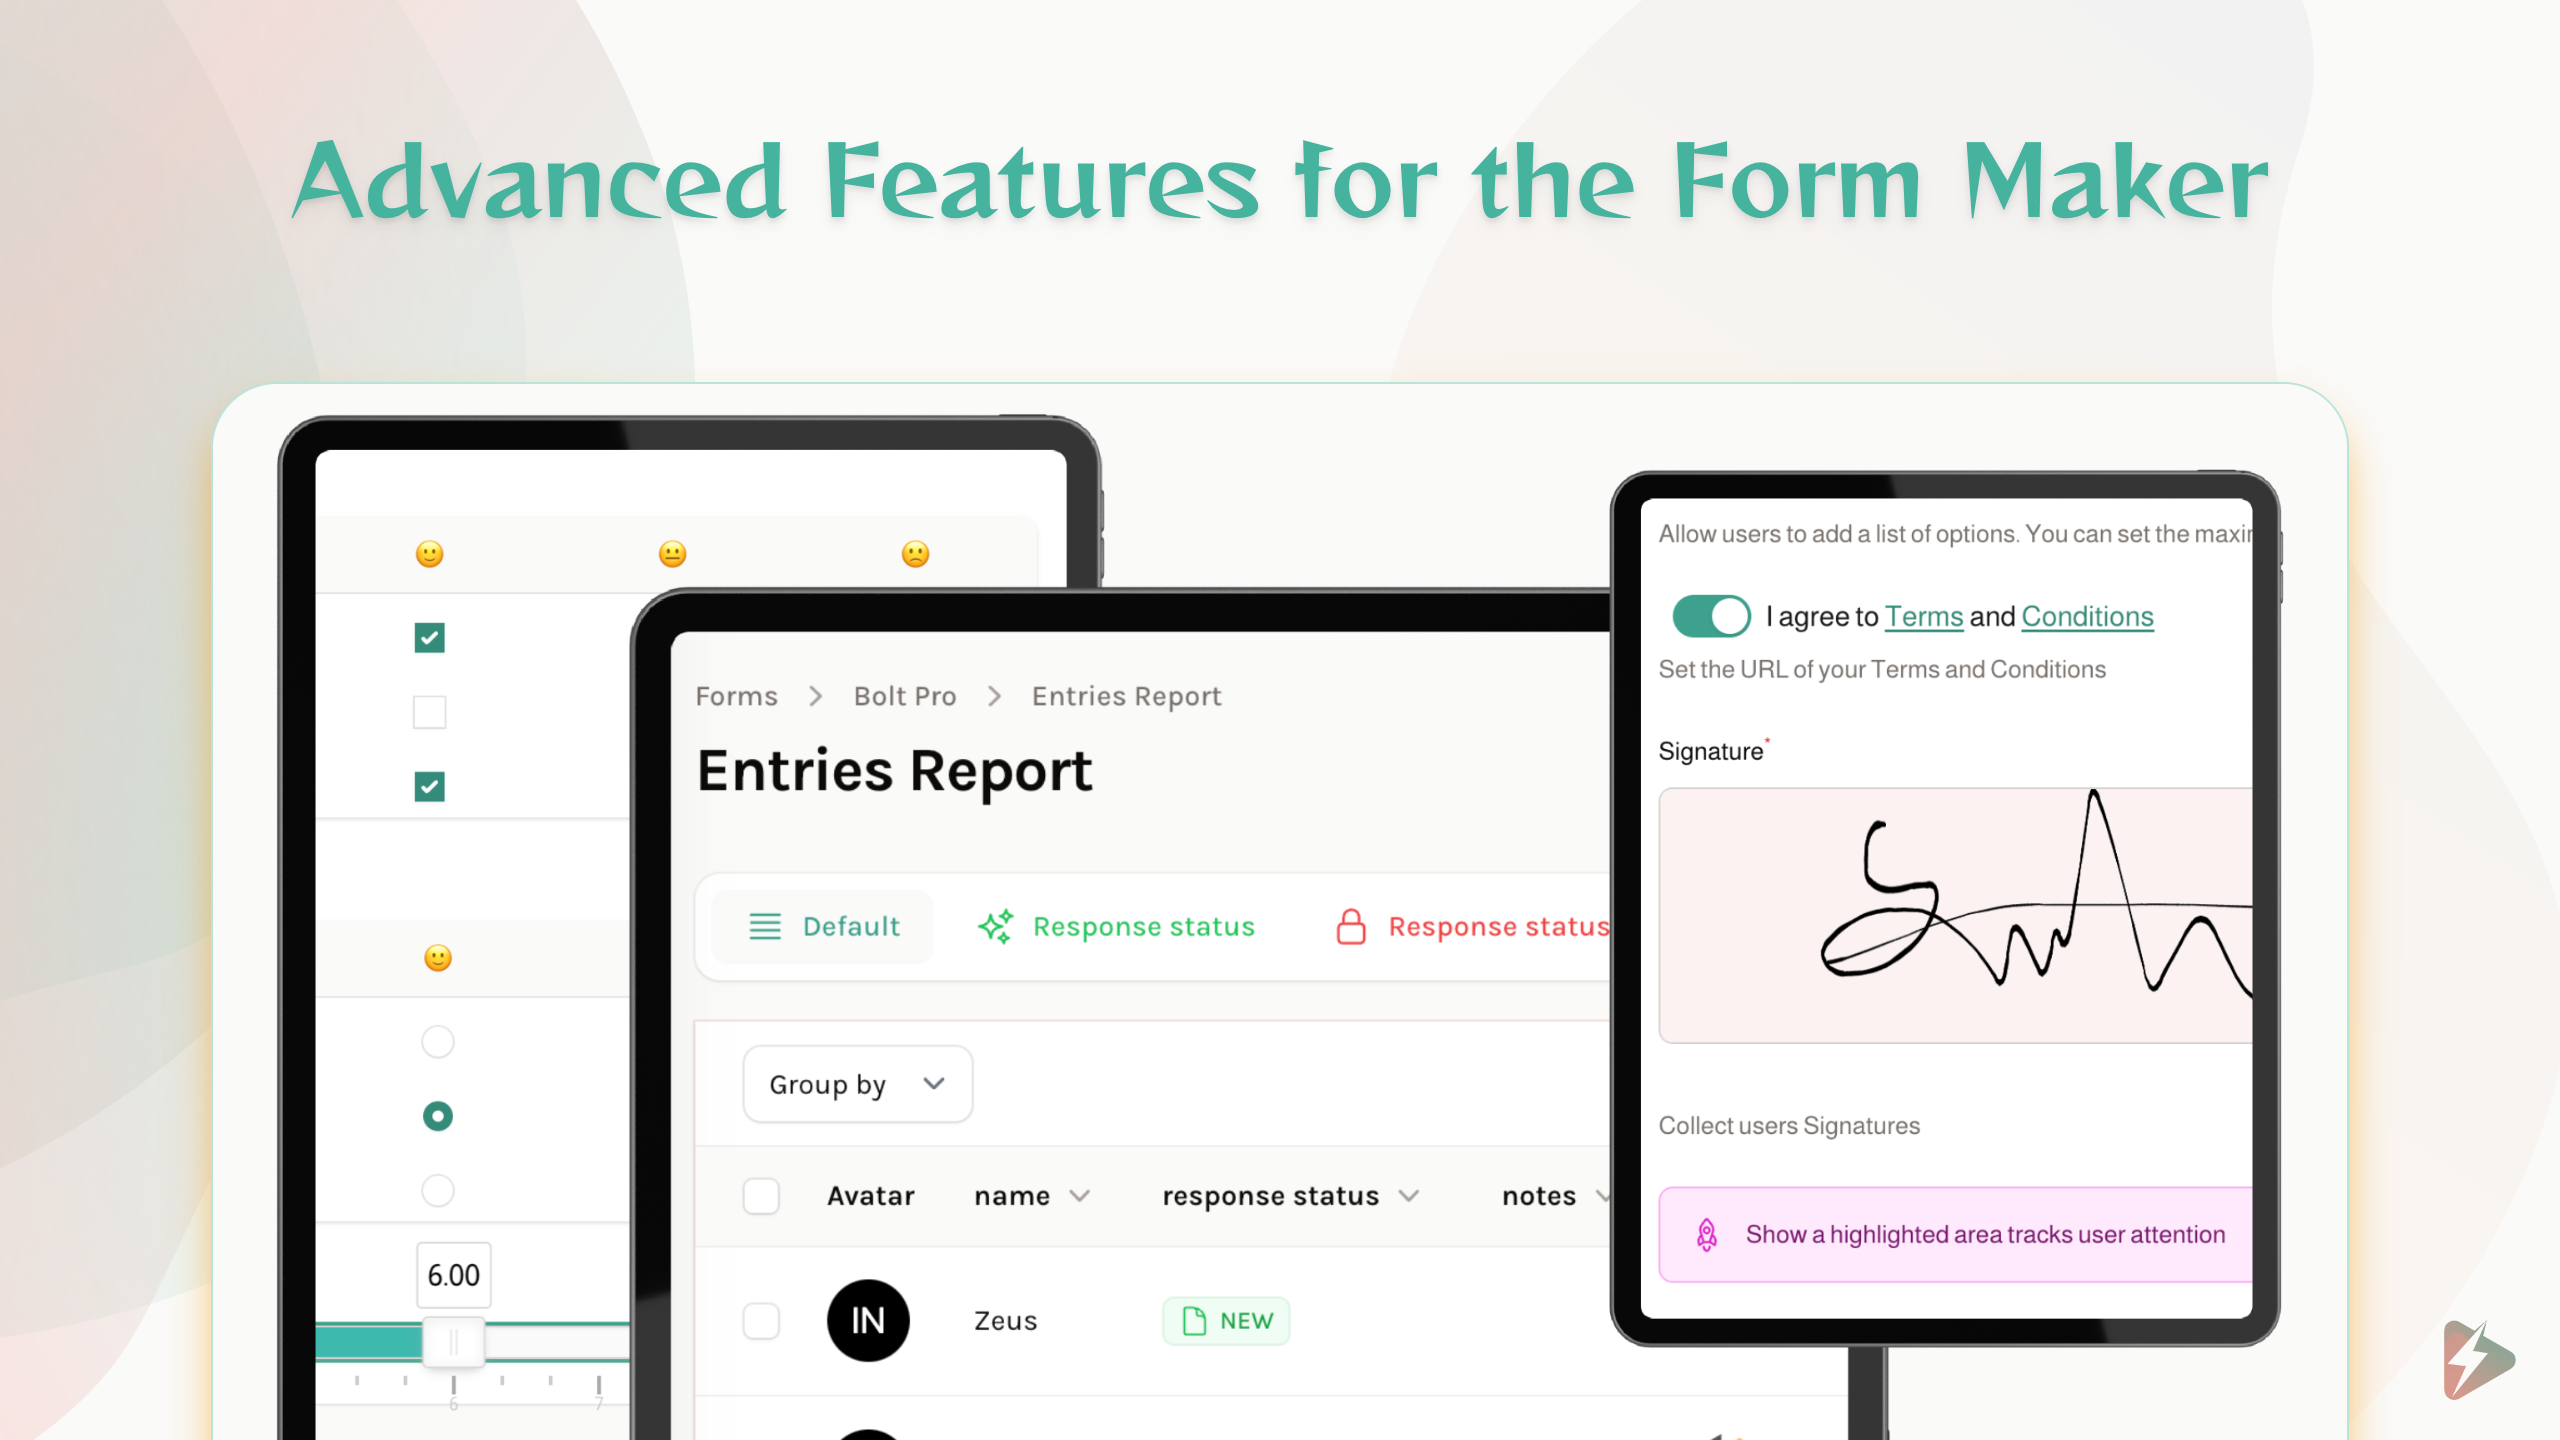 Advanced Features for the Form Maker
6.00
6
7
Forms > Bolt Pro > Entries Report
Entries Report
Default
Response status
Response status
Group by
Avatar name response status notes
IN Zeus NEW
Allow users to add a list of options. You can set the
I agree to Terms and Conditions
Set the URL of your Terms and Conditions
Signature*
Collect users Signatures
Show a highlighted area tracks user attention